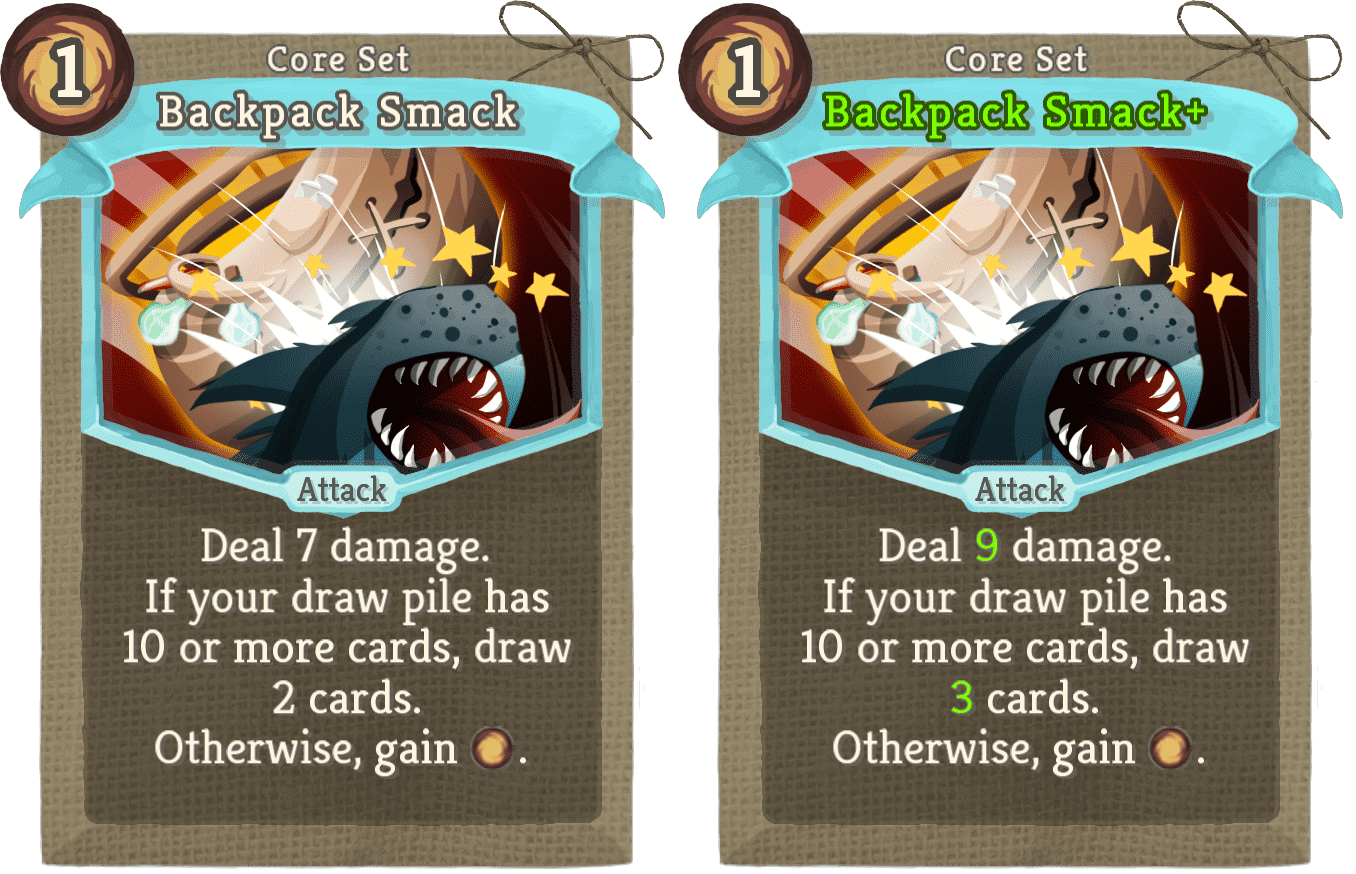 1
Core Set
Backpack Smack
Attack
Deal 7 damage.
If your draw pile has
10 or more cards, draw
2 cards.
Otherwise, gain .
1
Core Set
Backpack Smack+
Attack
Deal 9 damage.
If your draw pile has
10 or more cards, draw
3 cards.
Otherwise, gain .